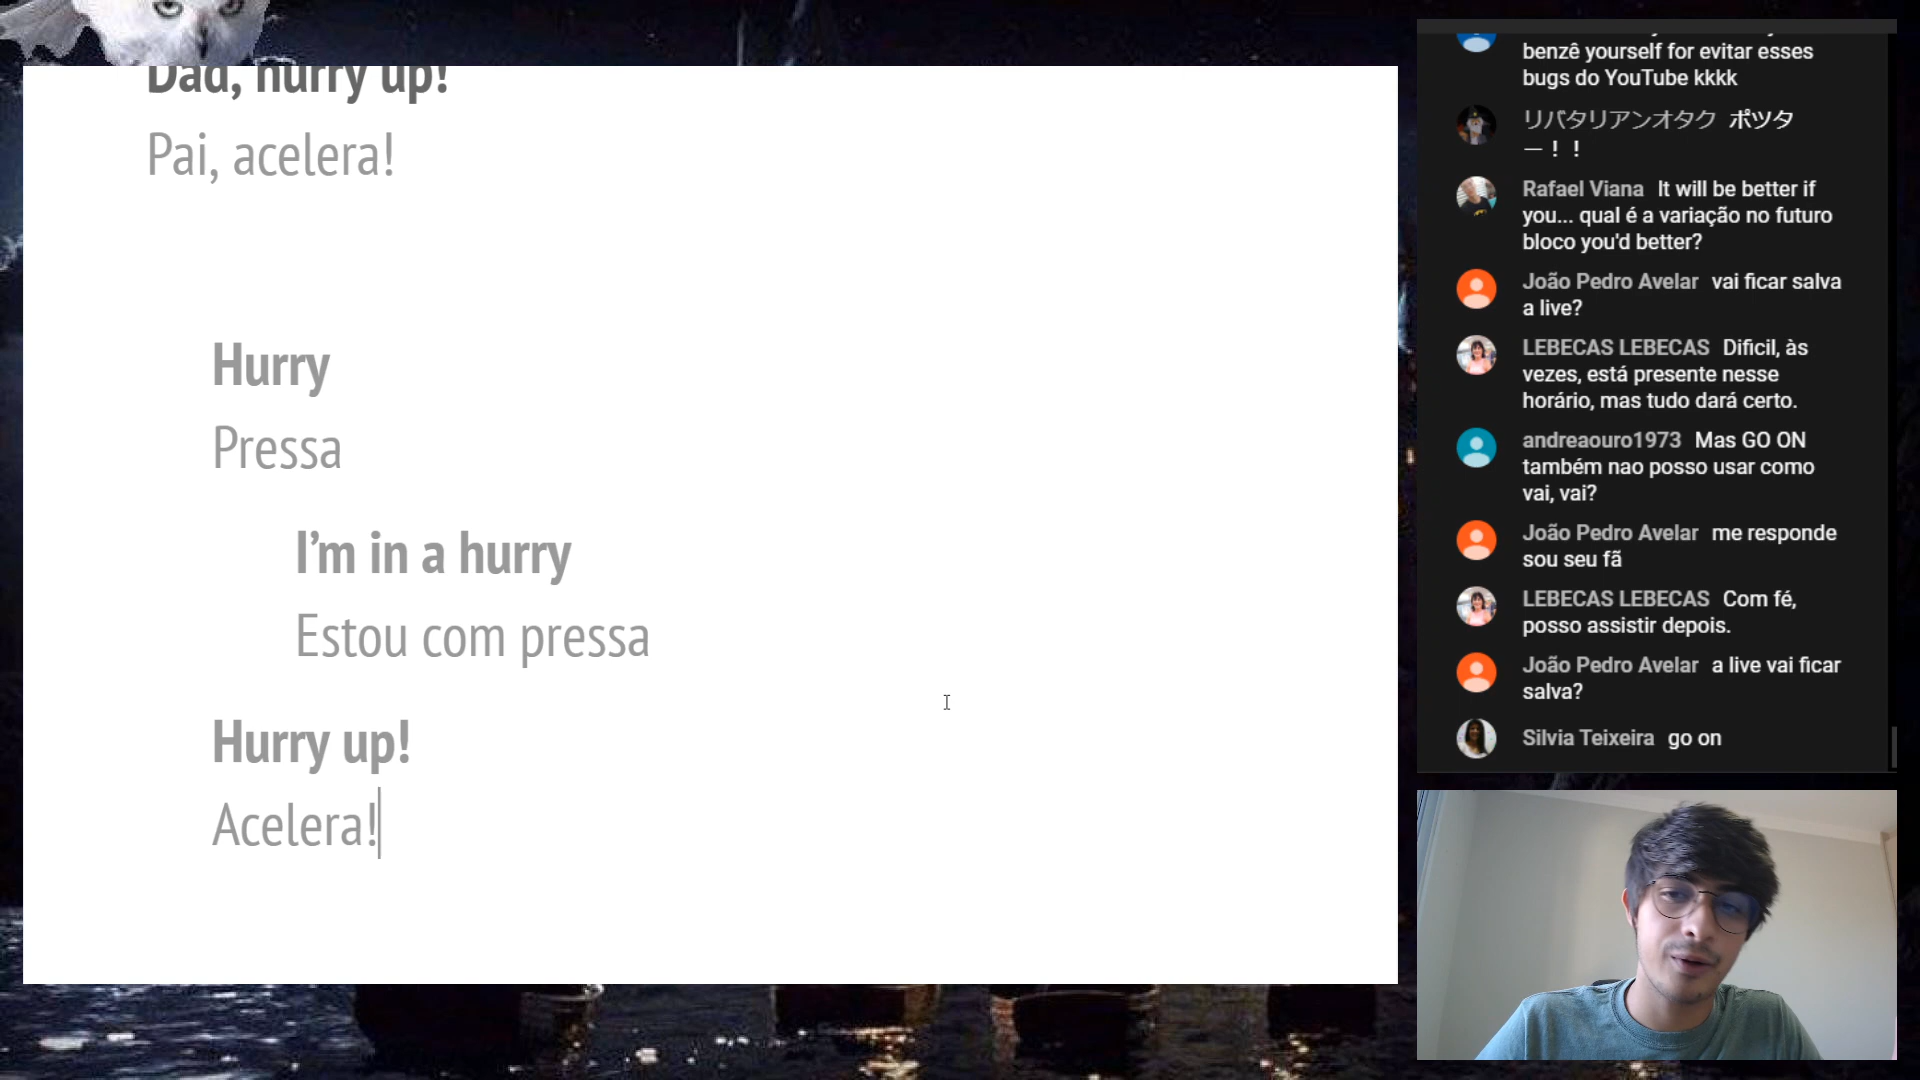 Dad, hurry up!
Pai, acelera!
Hurry
Pressa
I'm in a hurry
Estou com pressa
Hurry up!
Acelera!
benzê yourself for evitar esses
bugs do YouTube kkkk
リバタリアンオタク ポツタ
ー！！
Rafael Viana It will be better if
you... qual é a variação no futuro
bloco you'd better?
João Pedro Avelar vai ficar salva
a live?
LEBECAS LEBECAS Dificil, às
vezes, está presente nesse
horário, mas tudo dará certo.
andreaouro1973 Mas GO ON
também nao posso usar como
vai, vai?
João Pedro Avelar me responde
sou seu fã
LEBECAS LEBECAS Com fé,
posso assistir depois.
João Pedro Avelar a live vai ficar
salva?
Silvia Teixeira go on